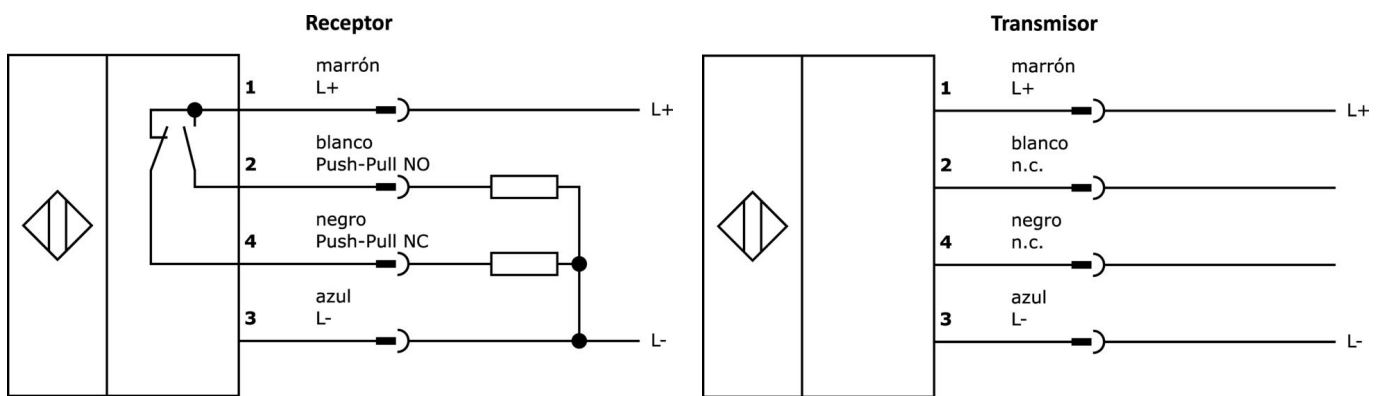 Receptor
marrón
1 L+
L+
blanco
2 Push-Pull NO
negro
4 Push-Pull NC
azul
3 L-
L-
Transmisor
marrón
1 L+
L+
blanco
2 n.c.
negro
4 n.c.
azul
3 L-
L-